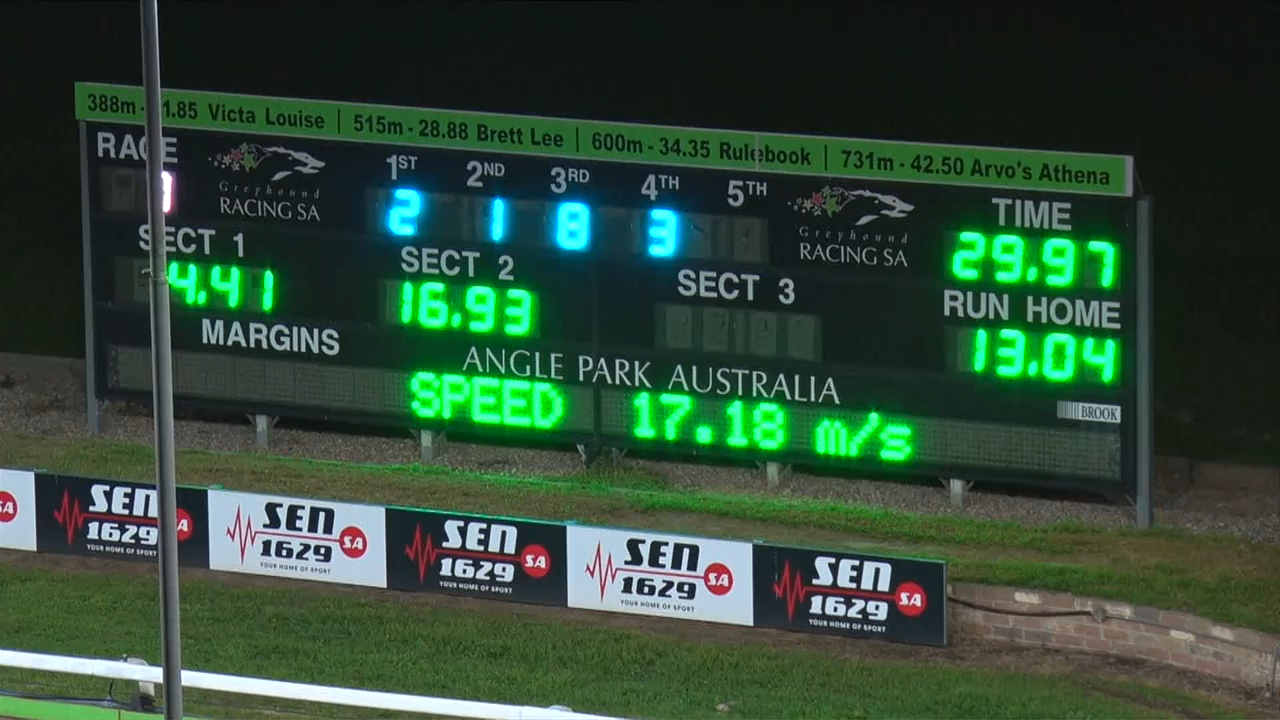 388m - 1.85 Victa Louise | 515m - 28.88 Brett Lee | 600m - 34.35 Rulebook | 731m - 42.50 Arvo's Athena
RACE
Greyhound
RACING SA
1ST 2ND 3RD 4TH 5TH
2 1 8 3
Greyhound
RACING SA
TIME
29.97
SECT 1
4.41
SECT 2
16.93
SECT 3
RUN HOME
13.04
MARGINS
ANGLE PARK AUSTRALIA
SPEED 17.18 m/s
BROOK
SA
SEN
1629 SA
YOUR HOME OF SPORT
SEN
1629 SA
YOUR HOME OF SPORT
SEN
1629 SA
YOUR HOME OF SPORT
SEN
1629 SA
YOUR HOME OF SPORT
SEN
1629 SA
YOUR HOME OF SPORT